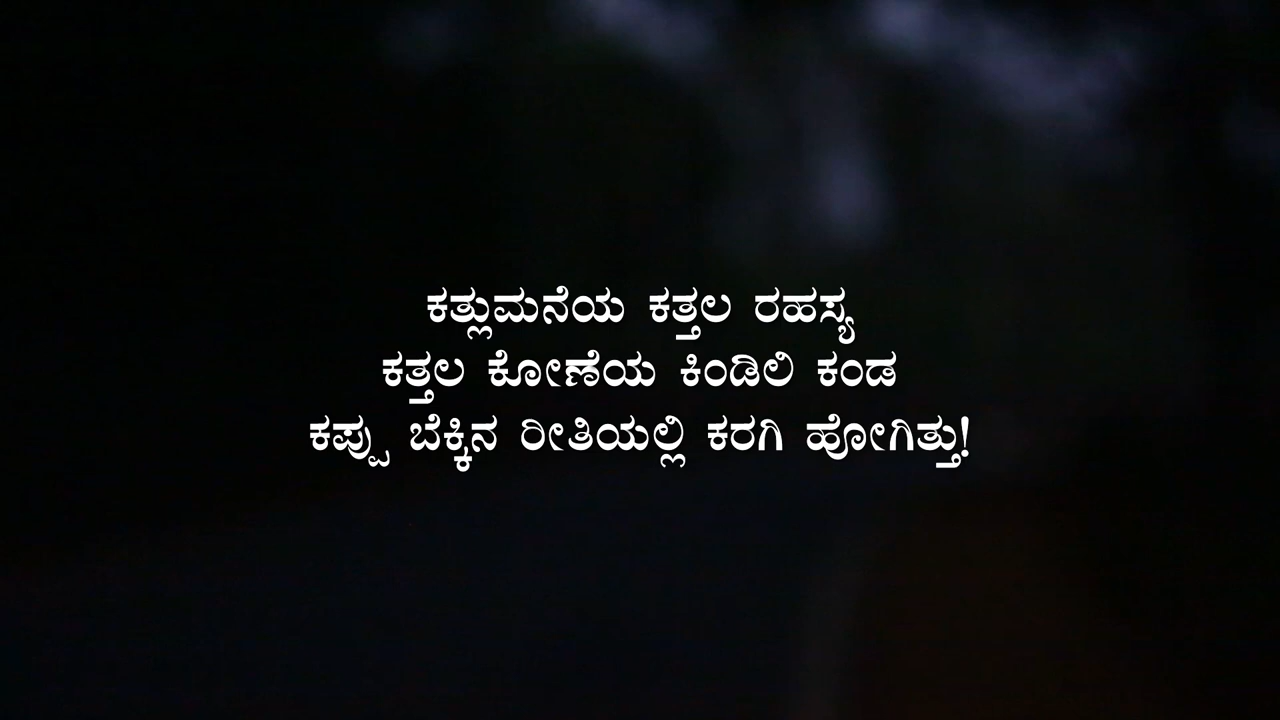 ಕತ್ಲುಮನೆಯ ಕತ್ತಲ ರಹಸ್ಯ
ಕತ್ತಲ ಕೋಣೆಯ ಕಿಂಡಿಲಿ ಕಂಡ
ಕಪ್ಪು ಬೆಕ್ಕಿನ ರೀತಿಯಲ್ಲಿ ಕರಗಿ ಹೋಗಿತ್ತು!